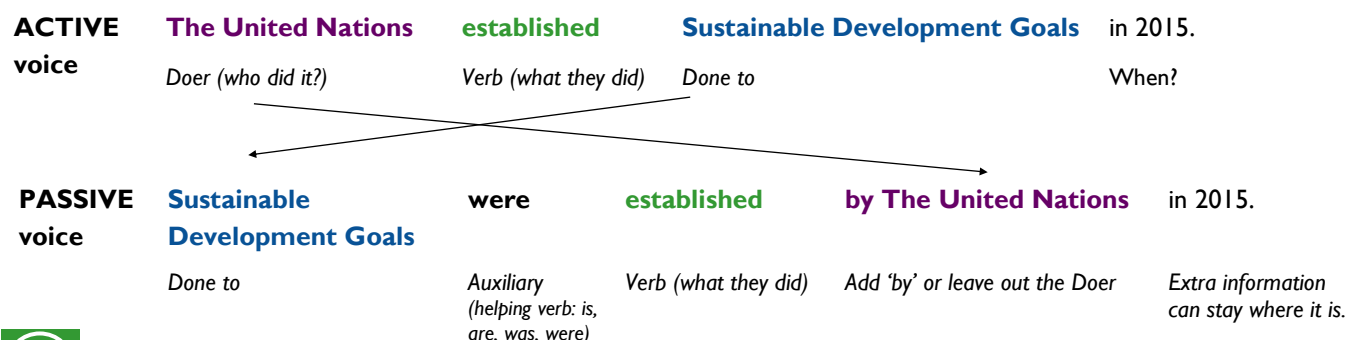 ACTIVE The United Nations established Sustainable Development Goals in 2015.
voice
Doer (who did it?) Verb (what they did) Done to When?
PASSIVE Sustainable were established by The United Nations in 2015.
voice Development Goals
Done to Auxiliary Verb (what they did) Add ‘by’ or leave out the Doer Extra information
(helping verb: is, can stay where it is.
are, was, were)